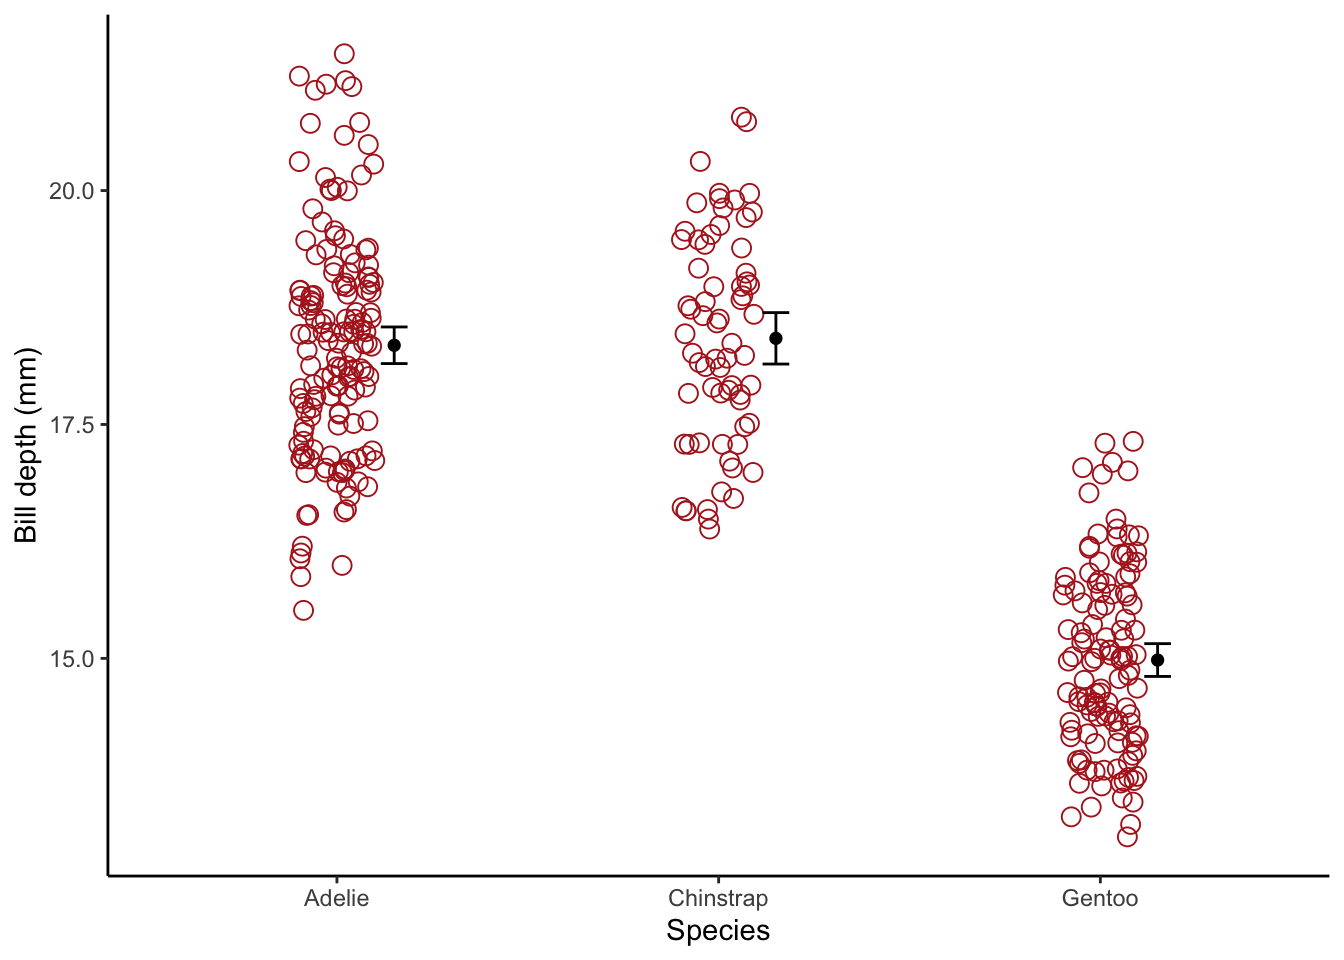 Bill depth (mm)
20.0
17.5
15.0
Adelie
Chinstrap
Gentoo
Species